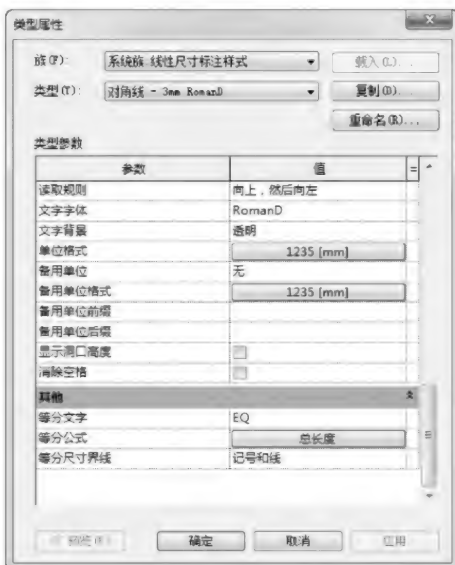 类型属性
族(F): 系统族:线性尺寸标注样式 载入(L)...
类型(T): 对角线 - 3mm RomanD 复制(D)...
重命名(R)...
类型参数
参数 值 =
读取规则 向上，然后向左
文字字体 RomanD
文字背景 透明
单位格式 1235 [mm]
备用单位 无
备用单位格式 1235 [mm]
备用单位前缀
备用单位后缀
显示洞口高度
消除空格
其他
等分文字 EQ
等分公式 总长度
等分尺寸界线 记号和线
确定 取消 应用